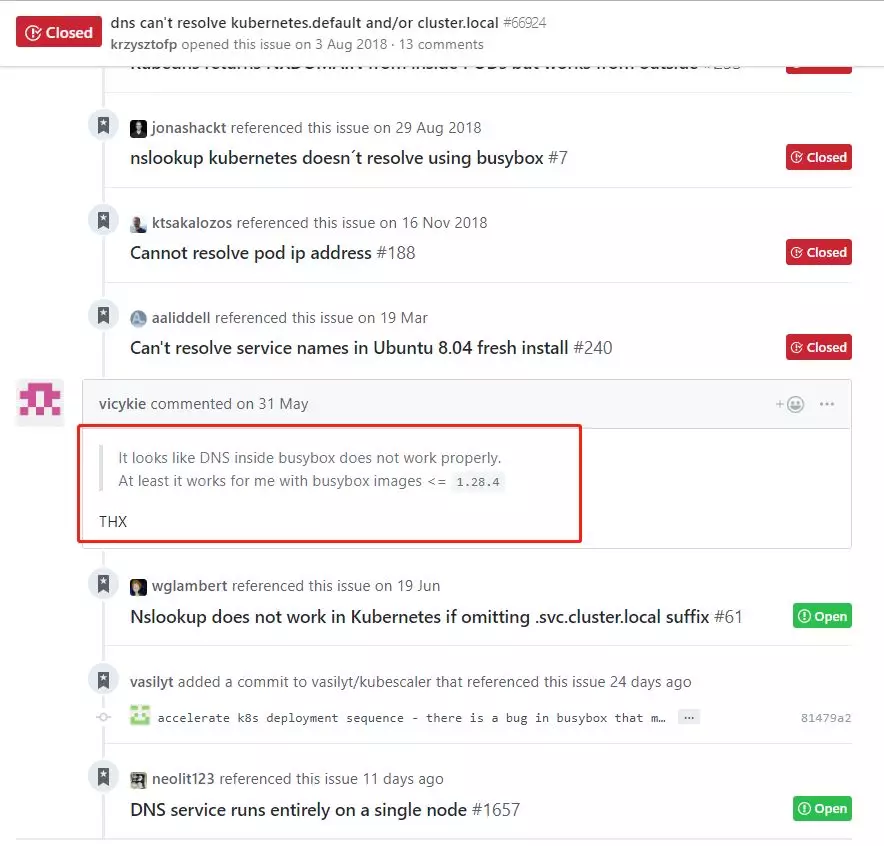 Closed
dns can't resolve kubernetes.default and/or cluster.local #66924
krzysztofp opened this issue on 3 Aug 2018 · 13 comments
jonashackt referenced this issue on 29 Aug 2018
nslookup kubernetes doesn´t resolve using busybox #7
Closed
ktsakalozos referenced this issue on 16 Nov 2018
Cannot resolve pod ip address #188
Closed
aaliddell referenced this issue on 19 Mar
Can't resolve service names in Ubuntu 8.04 fresh install #240
Closed
vicykie commented on 31 May
It looks like DNS inside busybox does not work properly.
At least it works for me with busybox images <= 1.28.4
THX
wglambert referenced this issue on 19 Jun
Nslookup does not work in Kubernetes if omitting .svc.cluster.local suffix #61
Open
vasilyt added a commit to vasilyt/kubescaler that referenced this issue 24 days ago
accelerate k8s deployment sequence - there is a bug in busybox that m… ...
81479a2
neolit123 referenced this issue 11 days ago
DNS service runs entirely on a single node #1657
Open